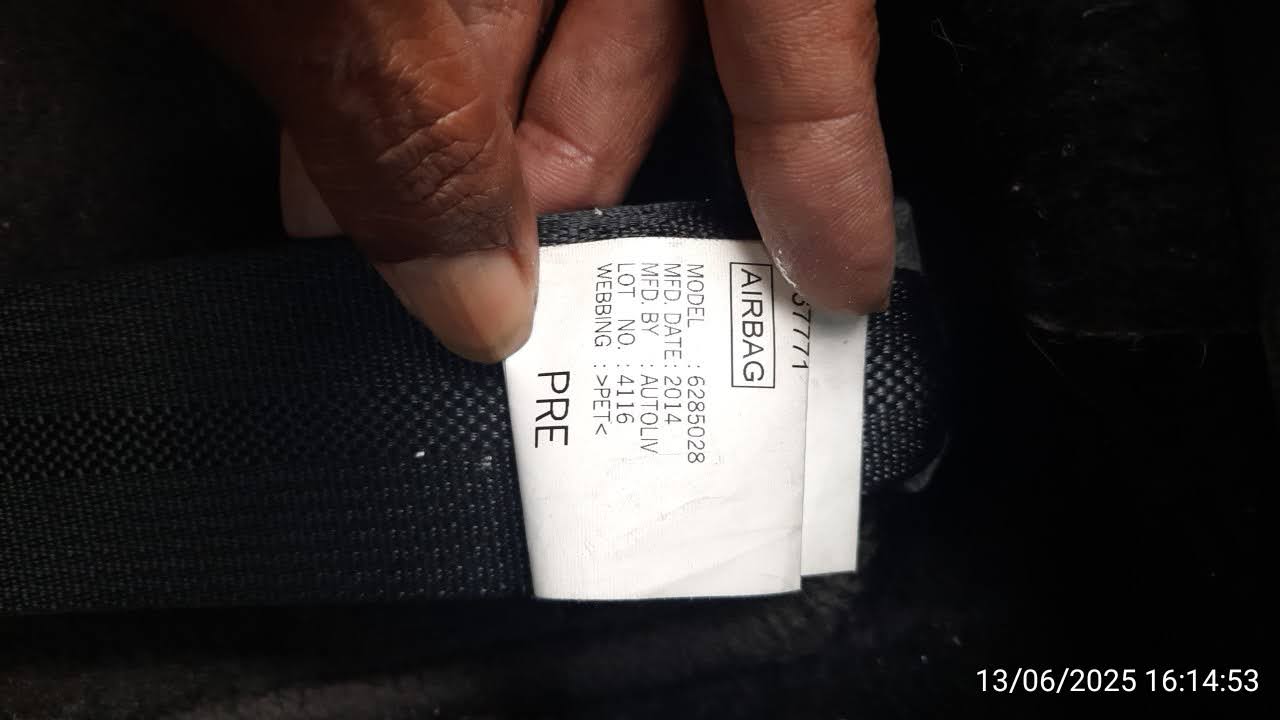 37771
AIRBAG
MODEL : 6285028
MFD. DATE: 2014
MFD. BY : AUTOLIV
LOT NO. : 4116
WEBBING : >PET<
PRE
13/06/2025 16:14:53